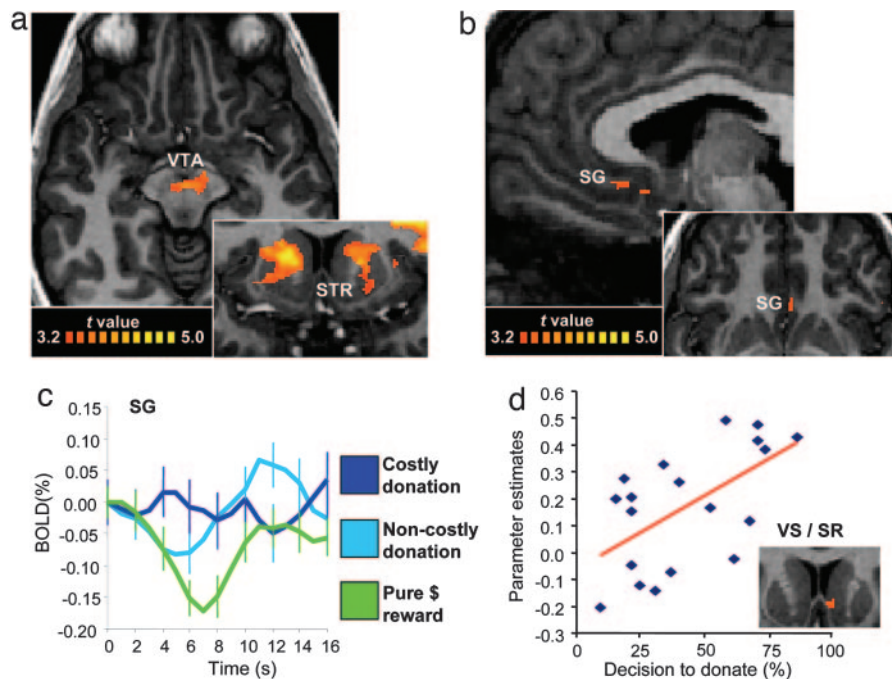 a
VTA
STR
t value
3.2 5.0
b
SG
SG
t value
3.2 5.0
c SG
0.15
0.10
0.05
0.00
-0.05
-0.10
-0.15
-0.20
BOLD(%)
0 2 4 6 8 10 12 14 16
Time (s)
Costly
donation
Non-costly
donation
Pure $
reward
d
0.6
0.5
0.4
0.3
0.2
0.1
0.0
-0.1
-0.2
-0.3
Parameter estimates
VS / SR
0 25 50 75 100
Decision to donate (%)